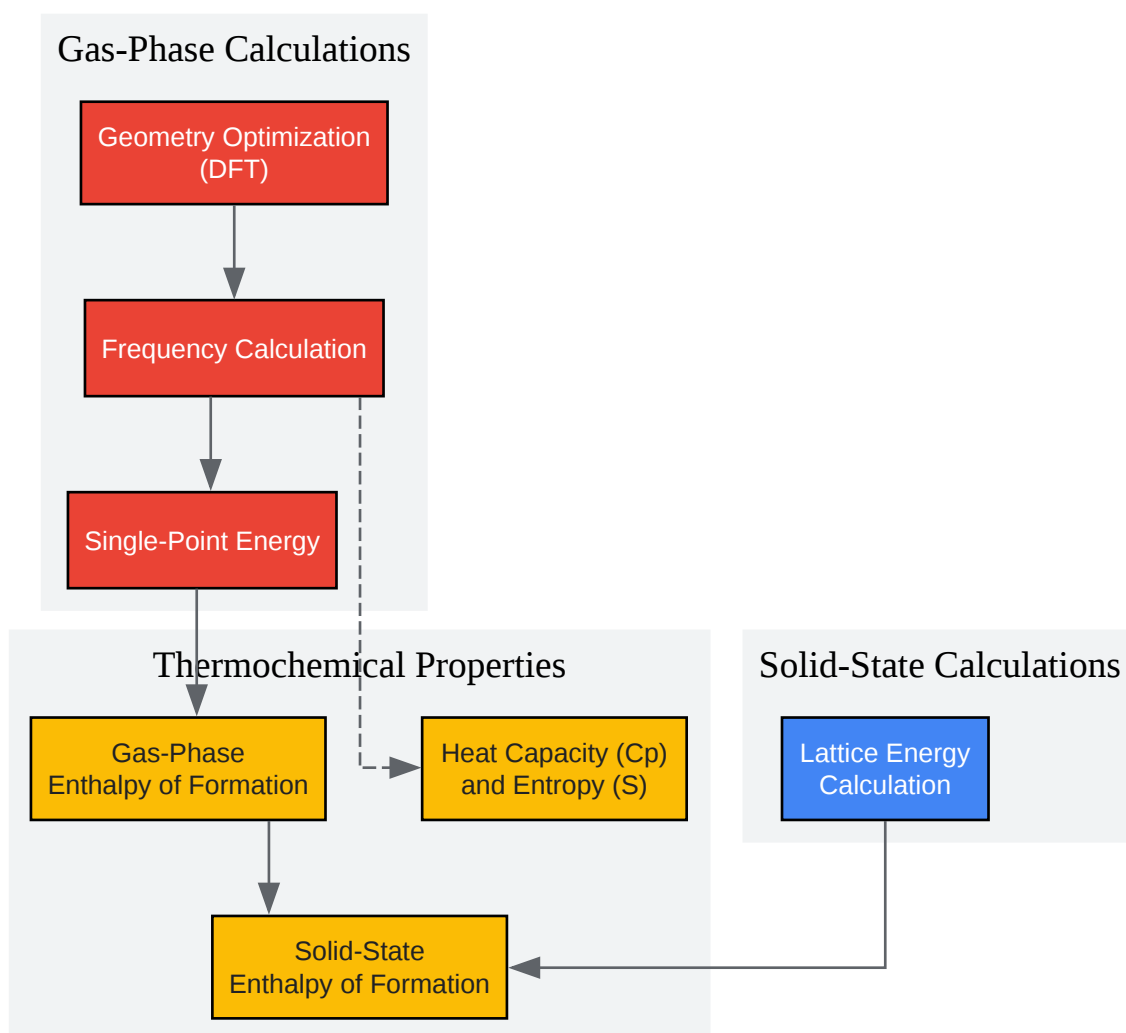 Gas-Phase Calculations
Geometry Optimization
(DFT)
Frequency Calculation
Single-Point Energy
Thermochemical Properties
Gas-Phase
Enthalpy of Formation
Heat Capacity (Cp)
and Entropy (S)
Solid-State
Enthalpy of Formation
Solid-State Calculations
Lattice Energy
Calculation